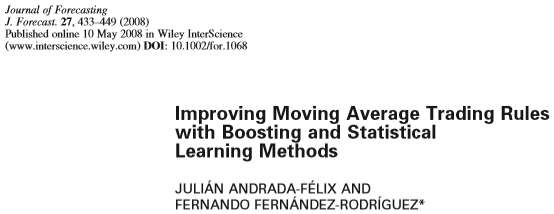 Journal of Forecasting
J. Forecast. 27, 433–449 (2008)
Published online 10 May 2008 in Wiley InterScience
(www.interscience.wiley.com) DOI: 10.1002/for.1068
Improving Moving Average Trading Rules
with Boosting and Statistical
Learning Methods
JULIÁN ANDRADA-FÉLIX AND
FERNANDO FERNÁNDEZ-RODRÍGUEZ*